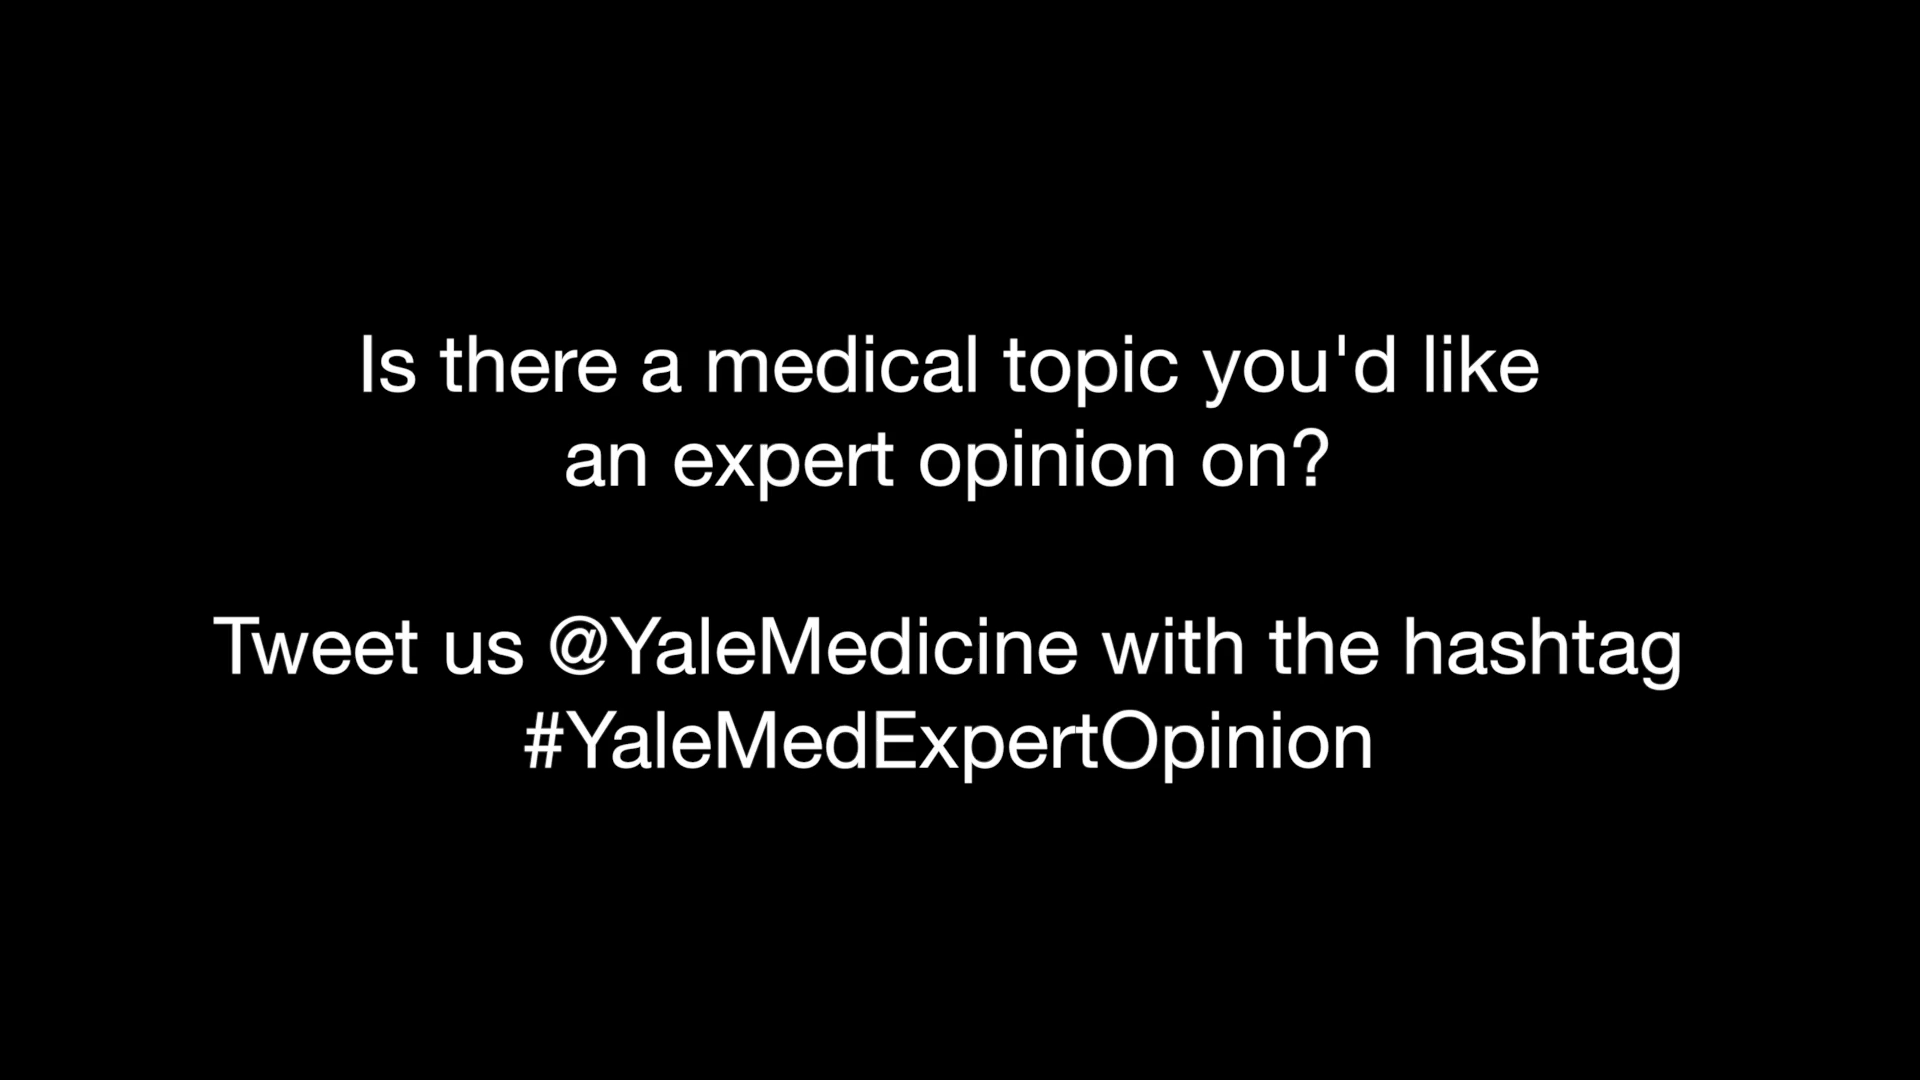 Is there a medical topic you'd like
an expert opinion on?
Tweet us @YaleMedicine with the hashtag
#YaleMedExpertOpinion